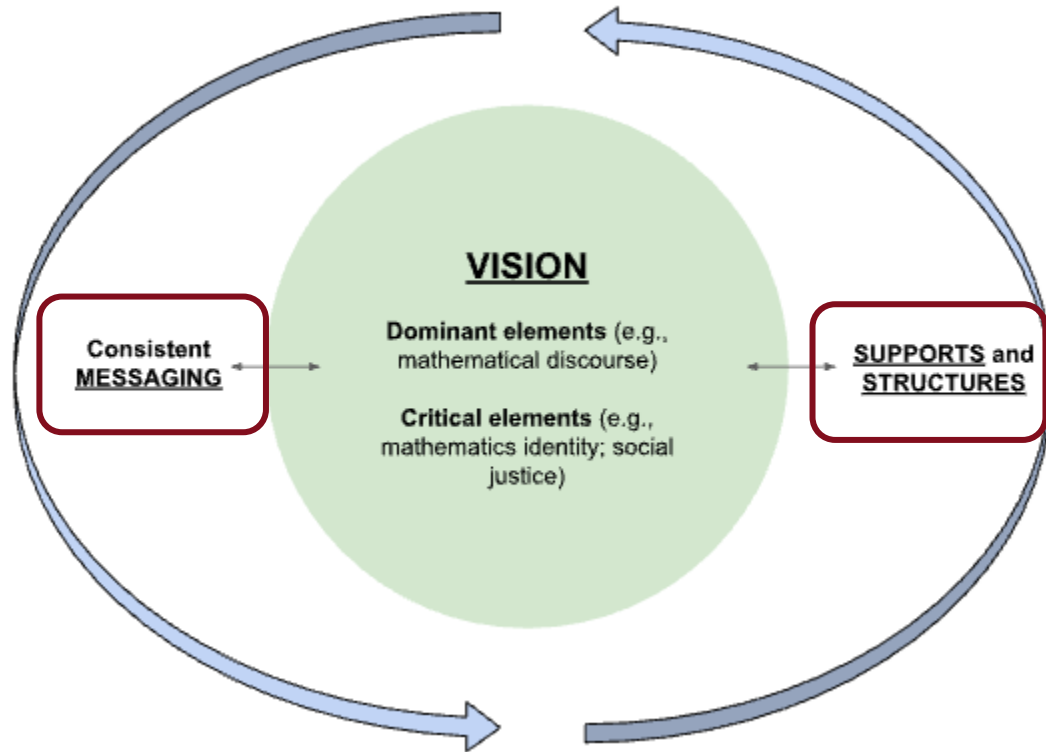 VISION
Dominant elements (e.g.,
mathematical discourse)
Critical elements (e.g.,
mathematics identity; social
justice)
Consistent
MESSAGING
SUPPORTS and
STRUCTURES